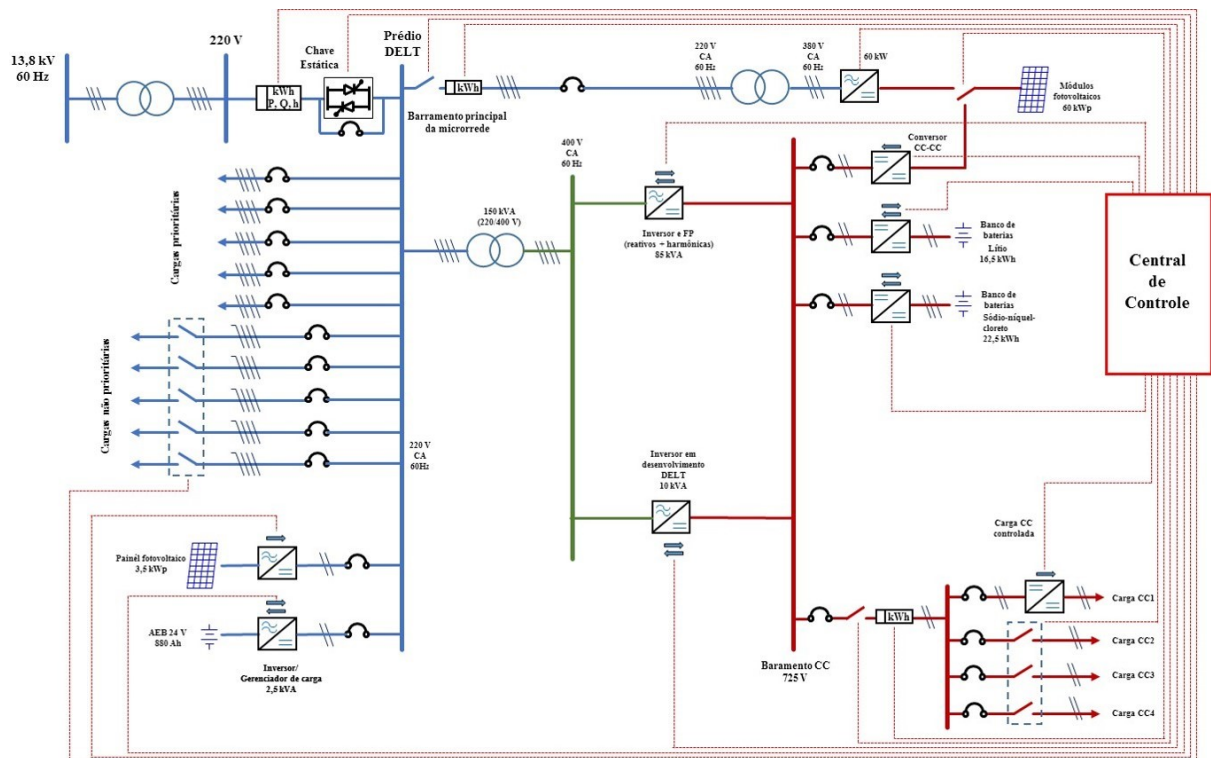 13,8 kV
60 Hz
220 V
kWh
P, Q, h
Chave
Estática
Prédio
DELT
kWh
Barramento principal
da microrrede
220 V
CA
60 Hz
380 V
CA
60 Hz
60 kW
Módulos
fotovoltaicos
60 kWp
400 V
CA
60 Hz
Conversor
CC-CC
Cargas prioritárias
150 kVA
(220/400 V)
Inversor e FP
(reativos + harmônicas)
85 kVA
Banco de
baterías
Lítio
16,5 kWh
Banco de
baterías
Sódio-níquel-
cloreto
22,5 kWh
Central
de
Controle
Cargas não prioritárias
220 V
CA
60Hz
Inversor em
desenvolvimento
DELT
10 kVA
Painél fotovoltaico
3,5 kWp
AEB 24 V
880 Ah
Inversor/
Gerenciador de carga
2,5 kVA
Baramento CC
725 V
kWh
Carga CC
controlada
Carga CC1
Carga CC2
Carga CC3
Carga CC4